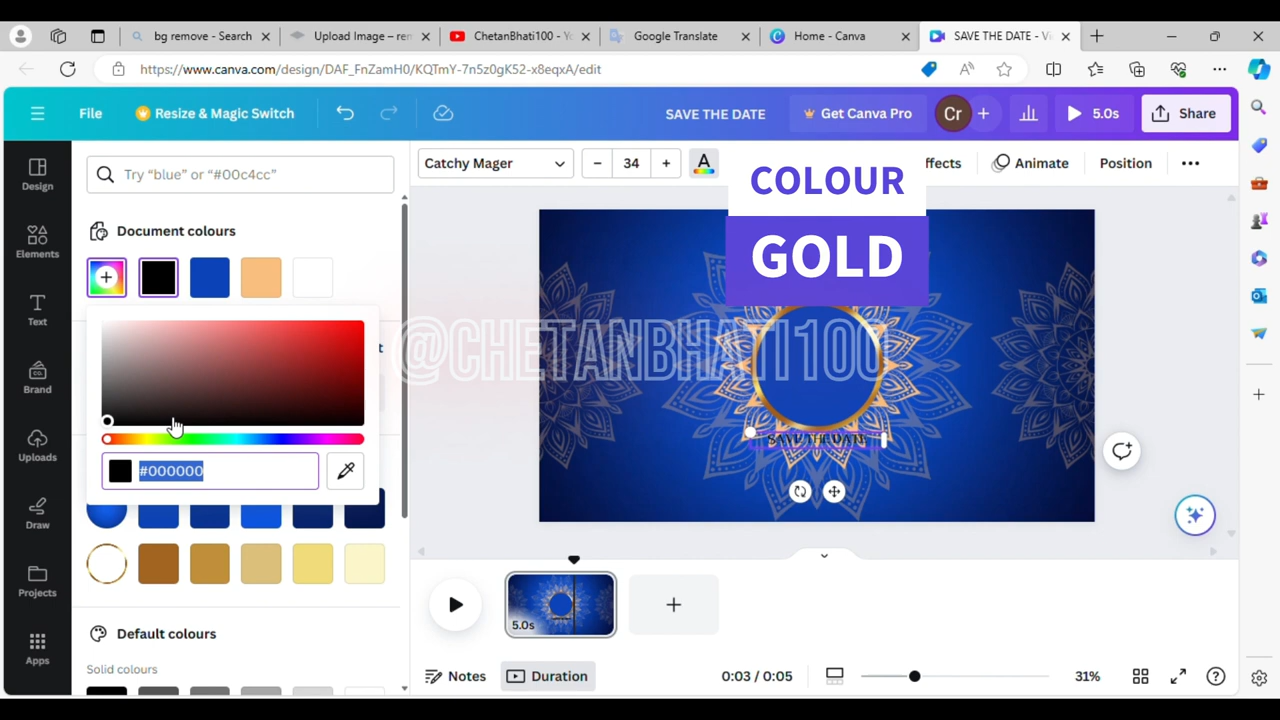 bg remove - Search
Upload Image – ren
ChetanBhati100 - Yo
Google Translate
Home - Canva
SAVE THE DATE - Vi
https://www.canva.com/design/DAF_FnZamH0/KQTmY-7n5z0gK52-x8eqxA/edit
File
Resize & Magic Switch
SAVE THE DATE
Get Canva Pro
Cr
5.0s
Share
Design
Elements
Text
Brand
Uploads
Draw
Projects
Apps
Try "blue" or "#00c4cc"
Catchy Mager
34
A
ffects
Animate
Position
COLOUR
GOLD
Document colours
@CHETANBHATI100
#000000
SAVE THE DATE
5.0s
Default colours
Solid colours
Notes
Duration
0:03 / 0:05
31%